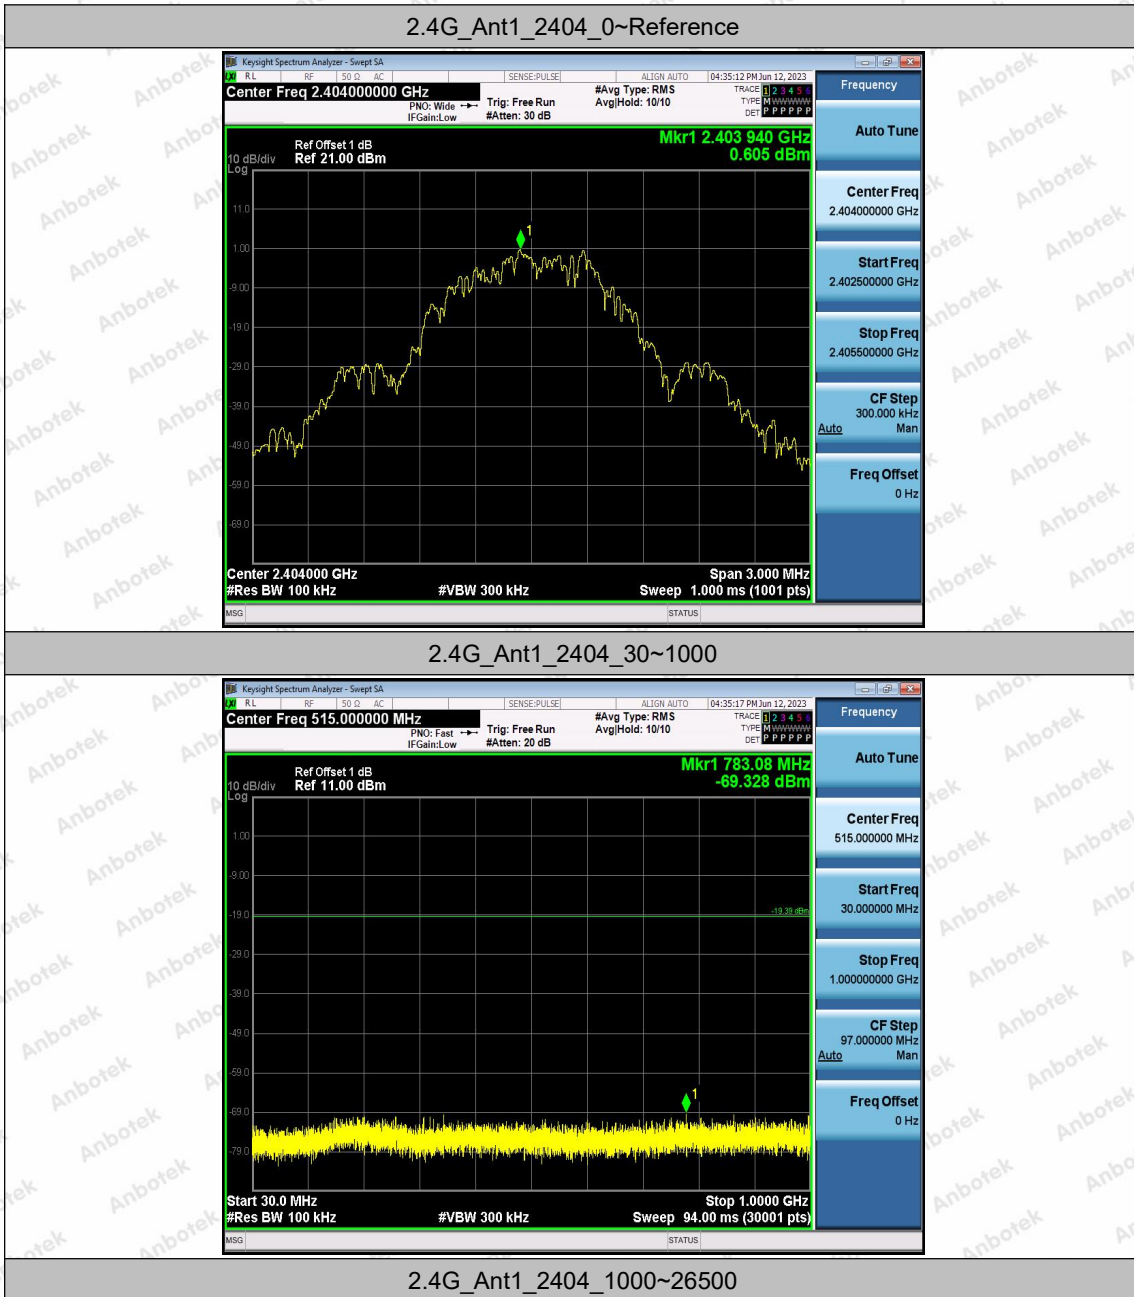 2.4G_Ant1_2404_0~Reference
Keysight Spectrum Analyzer - Swept SA
LXI RL RF 50 Ω AC SENSE:PULSE ALIGN AUTO 04:35:12 PM Jun 12, 2023
Center Freq 2.404000000 GHz
PNO: Wide
IFGain:Low
Trig: Free Run
#Atten: 30 dB
#Avg Type: RMS
Avg|Hold: 10/10
TRACE 1 2 3 4 5 6
TYPE M WWWWW
DET P P P P P P
Frequency
Auto Tune
Center Freq
2.404000000 GHz
Start Freq
2.402500000 GHz
Stop Freq
2.405500000 GHz
CF Step
300.000 kHz
Auto Man
Freq Offset
0 Hz
Mkr1 2.403 940 GHz
0.605 dBm
Ref Offset 1 dB
10 dB/div Ref 21.00 dBm
Log
11.0
1
1.00
-9.00
-19.0
-29.0
-39.0
-49.0
-59.0
-69.0
Center 2.404000 GHz Span 3.000 MHz
#Res BW 100 kHz #VBW 300 kHz Sweep 1.000 ms (1001 pts)
MSG STATUS
2.4G_Ant1_2404_30~1000
Keysight Spectrum Analyzer - Swept SA
LXI RL RF 50 Ω AC SENSE:PULSE ALIGN AUTO 04:35:17 PM Jun 12, 2023
Center Freq 515.000000 MHz
PNO: Fast
IFGain:Low
Trig: Free Run
#Atten: 20 dB
#Avg Type: RMS
Avg|Hold: 10/10
TRACE 1 2 3 4 5 6
TYPE M WWWWW
DET P P P P P P
Frequency
Auto Tune
Center Freq
515.000000 MHz
Start Freq
30.000000 MHz
Stop Freq
1.000000000 GHz
CF Step
97.000000 MHz
Auto Man
Freq Offset
0 Hz
Mkr1 783.08 MHz
-69.328 dBm
Ref Offset 1 dB
10 dB/div Ref 11.00 dBm
Log
1.00
-9.00
-19.0
-19.39 dBm
-29.0
-39.0
-49.0
-59.0
1
-69.0
-79.0
Start 30.0 MHz Stop 1.0000 GHz
#Res BW 100 kHz #VBW 300 kHz Sweep 94.00 ms (30001 pts)
MSG STATUS
2.4G_Ant1_2404_1000~26500
Anbotek